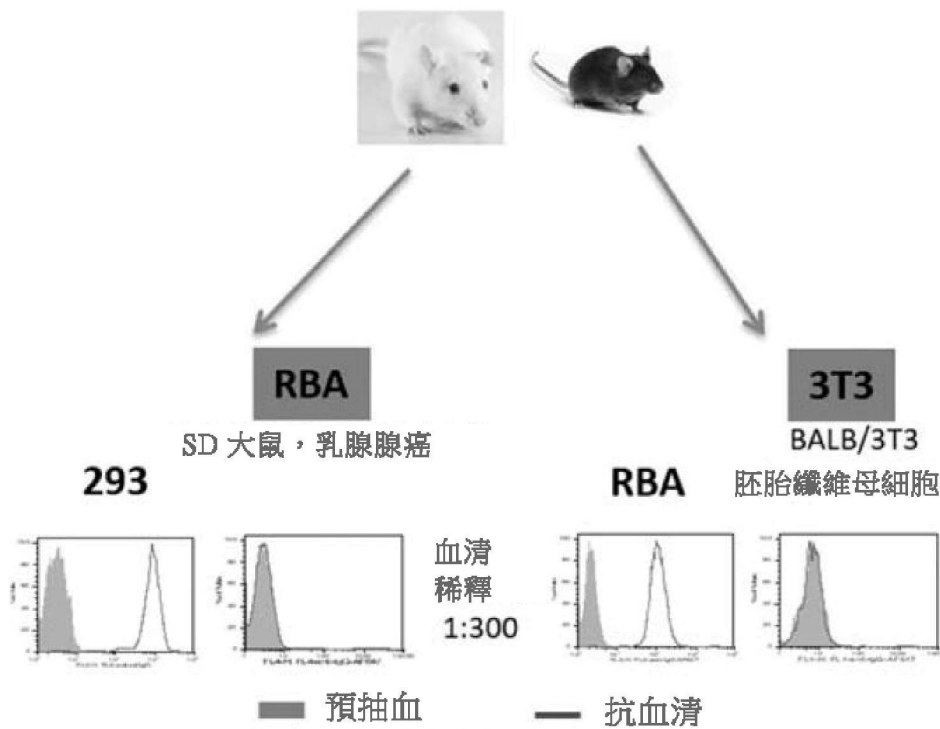 RBA
3T3
SD 大鼠，乳腺腺癌
BALB/3T3
293
RBA
胚胎纖維母細胞
血清
稀釋
1:300
預抽血
抗血清